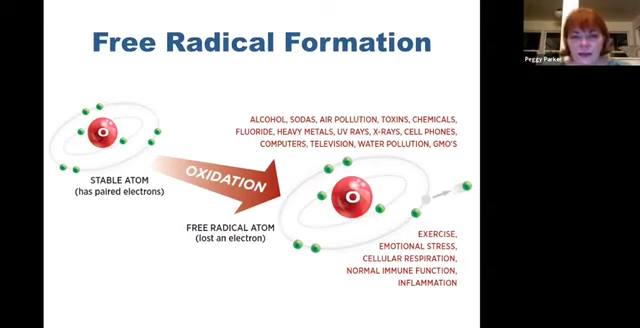 Free Radical Formation
Peggy Parker
ALCOHOL, SODAS, AIR POLLUTION, TOXINS, CHEMICALS,
FLUORIDE, HEAVY METALS, UV RAYS, X-RAYS, CELL PHONES,
COMPUTERS, TELEVISION, WATER POLLUTION, GMO'S
O
STABLE ATOM
(has paired electrons)
OXIDATION
FREE RADICAL ATOM
(lost an electron)
O
EXERCISE,
EMOTIONAL STRESS,
CELLULAR RESPIRATION,
NORMAL IMMUNE FUNCTION,
INFLAMMATION